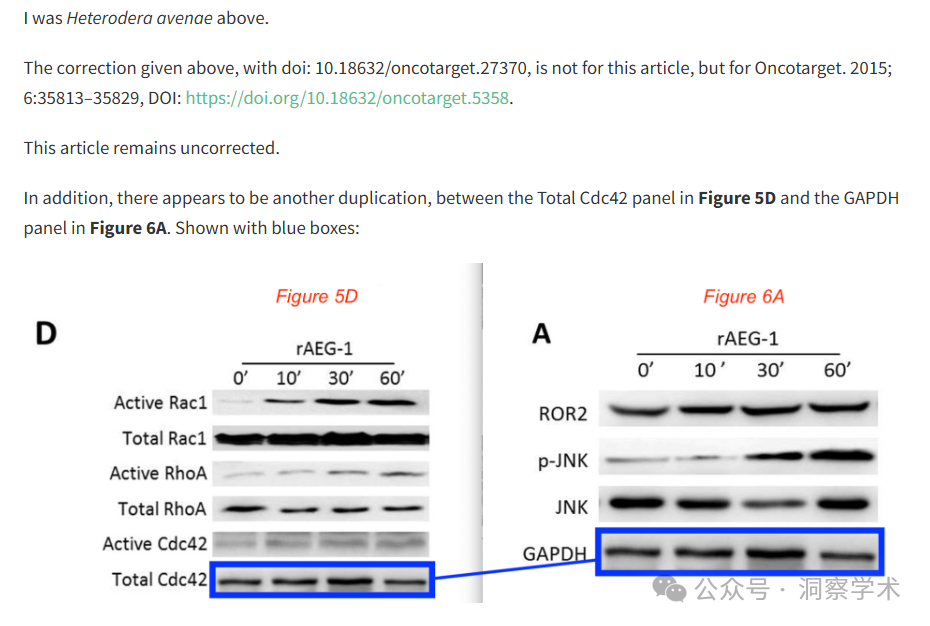 I was Heterodera avenae above.
The correction given above, with doi: 10.18632/oncotarget.27370, is not for this article, but for Oncotarget. 2015;
6:35813–35829, DOI: https://doi.org/10.18632/oncotarget.5358.
This article remains uncorrected.
In addition, there appears to be another duplication, between the Total Cdc42 panel in Figure 5D and the GAPDH
panel in Figure 6A. Shown with blue boxes:
Figure 5D
D
rAEG-1
0’ 10’ 30’ 60’
Active Rac1
Total Rac1
Active RhoA
Total RhoA
Active Cdc42
Total Cdc42
Figure 6A
A
rAEG-1
0’ 10 ’ 30’ 60’
ROR2
p-JNK
JNK
GAPDH
公众号 · 洞察学术